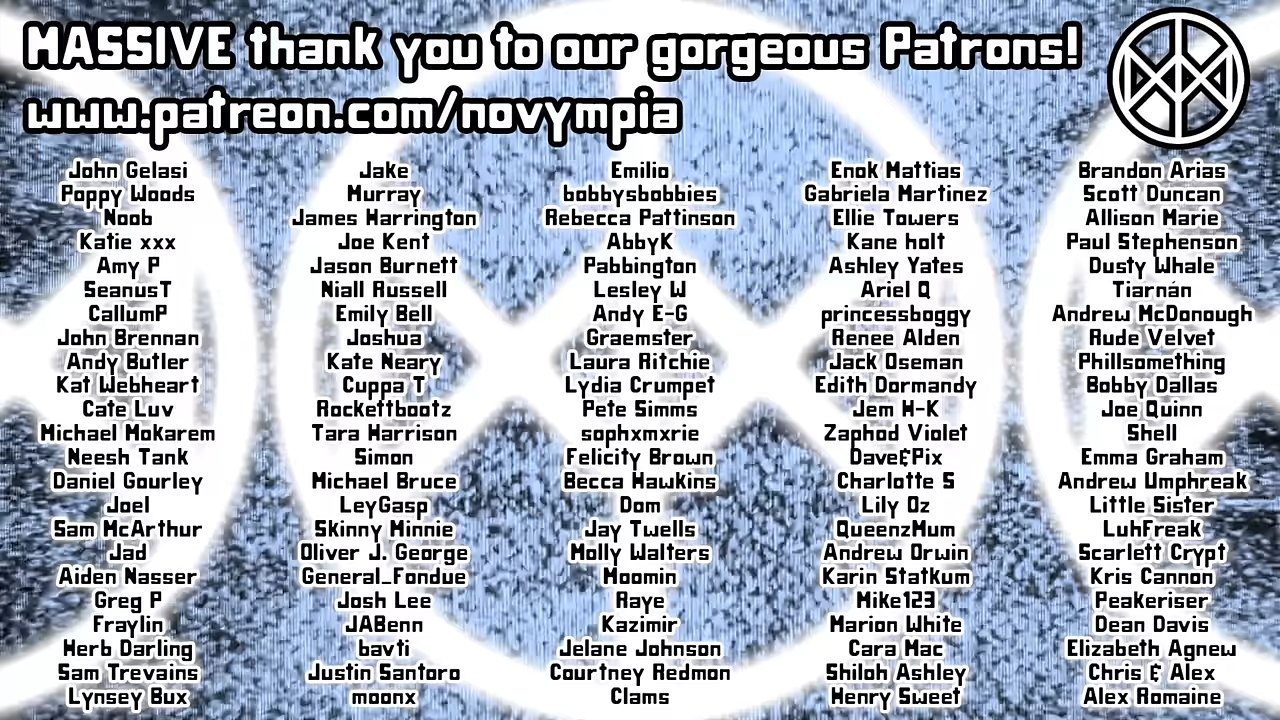 MASSIVE thank you to our gorgeous Patrons!
www.patreon.com/novympia
John Gelasi
Poppy Woods
Noob
Katie xxx
Amy P
SeanusT
CallumP
John Brennan
Andy Butler
Kat Webheart
Cate Luv
Michael Mokarem
Neesh Tank
Daniel Gourley
Joel
Sam McArthur
Jad
Aiden Nasser
Greg P
Fraylin
Herb Darling
Sam Trevains
Lynsey Bux
Jake
Murray
James Harrington
Joe Kent
Jason Burnett
Niall Russell
Emily Bell
Joshua
Kate Neary
Cuppa T
Rockettbootz
Tara Harrison
Simon
Michael Bruce
LeyGasp
Skinny Minnie
Oliver J. George
General_Fondue
Josh Lee
JABenn
bavti
Justin Santoro
moonx
Emilio
bobbysbobbies
Rebecca Pattinson
AbbyK
Pabbington
Lesley W
Andy E-G
Graemster
Laura Ritchie
Lydia Crumpet
Pete Simms
sophxmxrie
Felicity Brown
Becca Hawkins
Dom
Jay Twells
Molly Walters
Moomin
Raye
Kazimir
Jelane Johnson
Courtney Redmon
Clams
Enok Mattias
Gabriela Martinez
Ellie Towers
Kane holt
Ashley Yates
Ariel Q
princessboggy
Renee Alden
Jack Oseman
Edith Dormandy
Jem H-K
Zaphod Violet
Dave&Pix
Charlotte S
Lily Oz
QueenzMum
Andrew Orwin
Karin Statkum
Mike123
Marion White
Cara Mac
Shiloh Ashley
Henry Sweet
Brandon Arias
Scott Duncan
Allison Marie
Paul Stephenson
Dusty Whale
Tiarnán
Andrew McDonough
Rude Velvet
Phillsomething
Bobby Dallas
Joe Quinn
Shell
Emma Graham
Andrew Umphreak
Little Sister
LuhFreak
Scarlett Crypt
Kris Cannon
Peakeriser
Dean Davis
Elizabeth Agnew
Chris & Alex
Alex Romaine